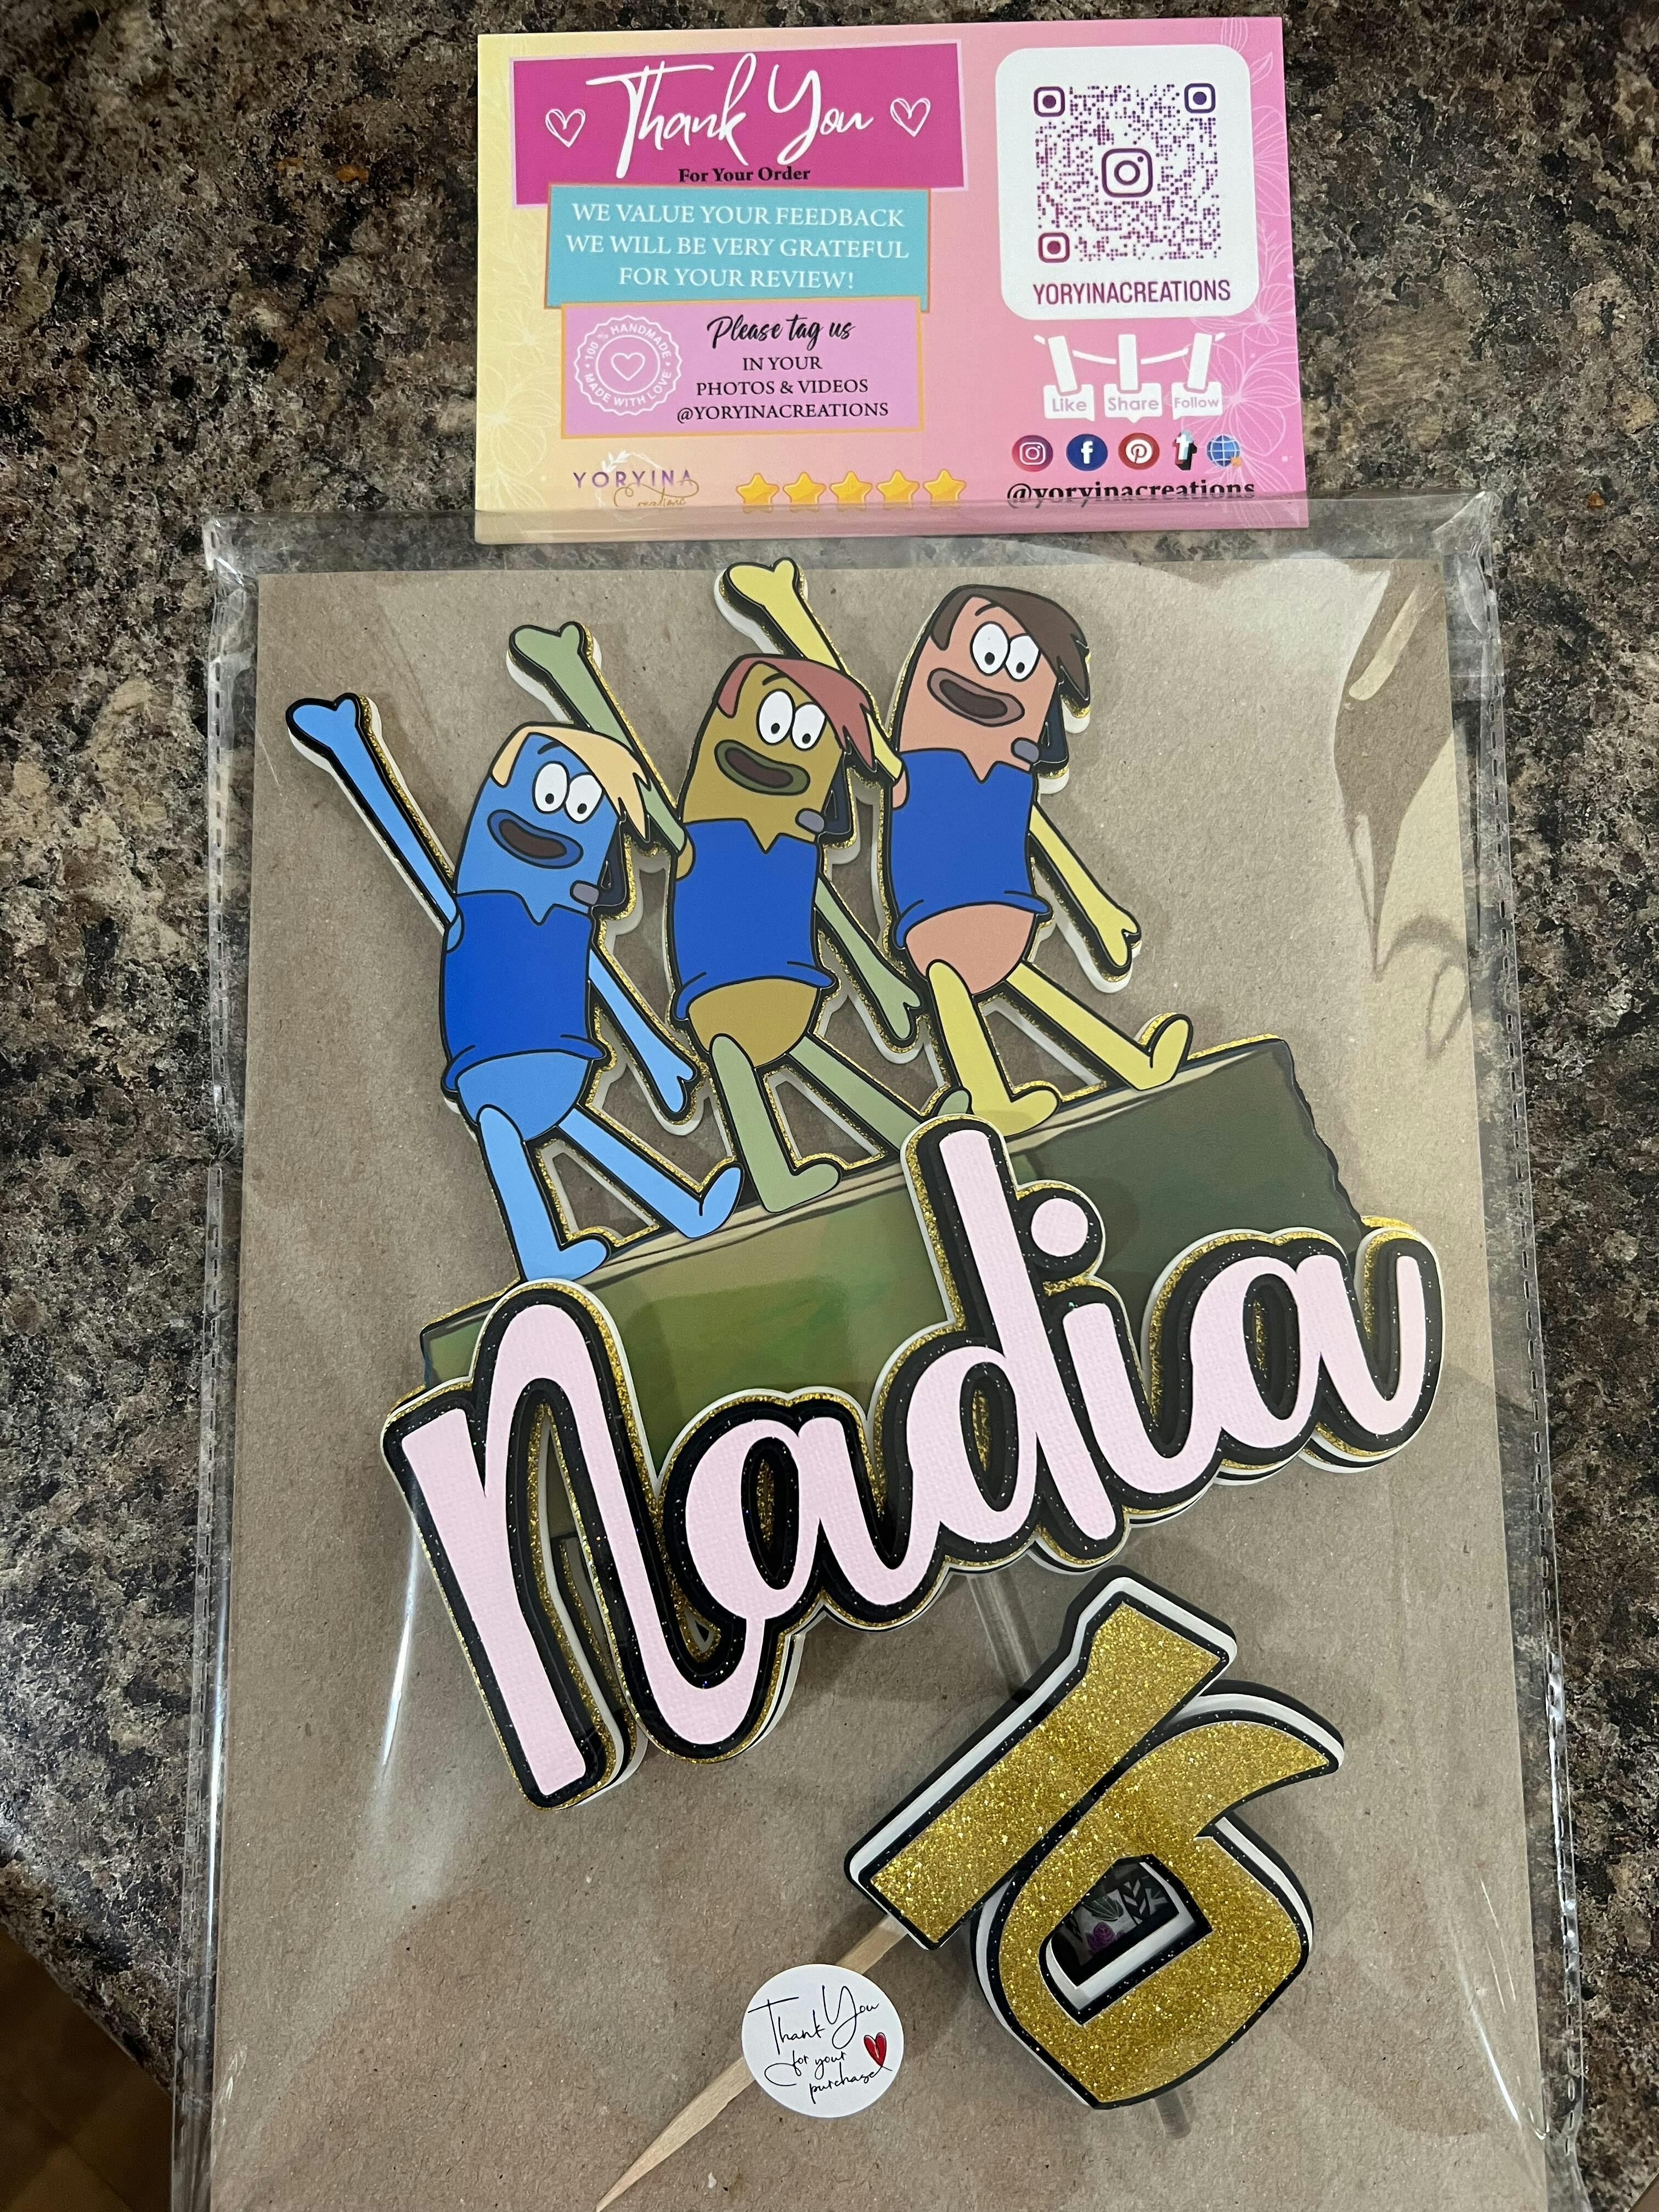 Thank You
For Your Order
WE VALUE YOUR FEEDBACK
WE WILL BE VERY GRATEFUL
FOR YOUR REVIEW!
100% HANDMADE
MADE WITH LOVE
Please tag us
IN YOUR
PHOTOS & VIDEOS
@YORYINACREATIONS
YORYINA
Creations
YORYINACREATIONS
Like Share Follow
@yoryinacreations
Nadia
16
Thank You
for your
purchase